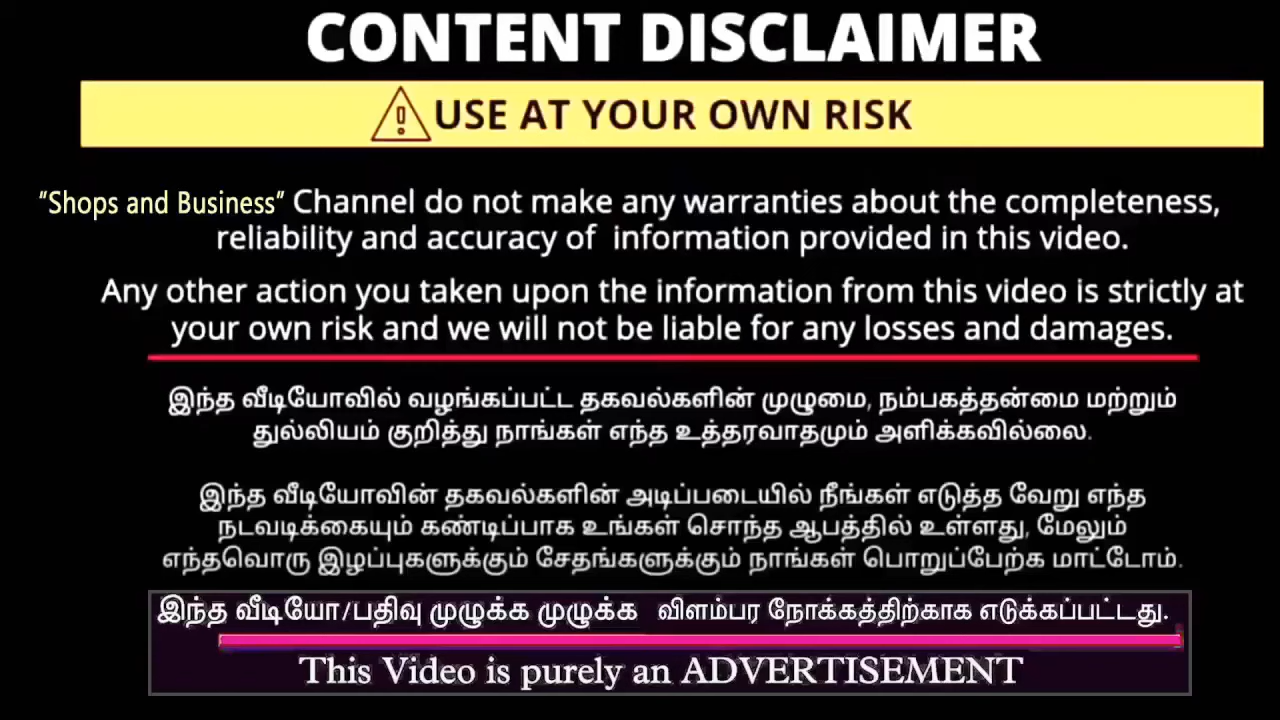 CONTENT DISCLAIMER
USE AT YOUR OWN RISK
"Shops and Business" Channel do not make any warranties about the completeness,
reliability and accuracy of information provided in this video.
Any other action you taken upon the information from this video is strictly at
your own risk and we will not be liable for any losses and damages.
இந்த வீடியோவில் வழங்கப்பட்ட தகவல்களின் முழுமை, நம்பகத்தன்மை மற்றும்
துல்லியம் குறித்து நாங்கள் எந்த உத்தரவாதமும் அளிக்கவில்லை.
இந்த வீடியோவின் தகவல்களின் அடிப்படையில் நீங்கள் எடுத்த வேறு எந்த
நடவடிக்கையும் கண்டிப்பாக உங்கள் சொந்த ஆபத்தில் உள்ளது, மேலும்
எந்தவொரு இழப்புகளுக்கும் சேதங்களுக்கும் நாங்கள் பொறுப்பேற்க மாட்டோம்.
இந்த வீடியோ/பதிவு முழுக்க முழுக்க விளம்பர நோக்கத்திற்காக எடுக்கப்பட்டது.
This Video is purely an ADVERTISEMENT